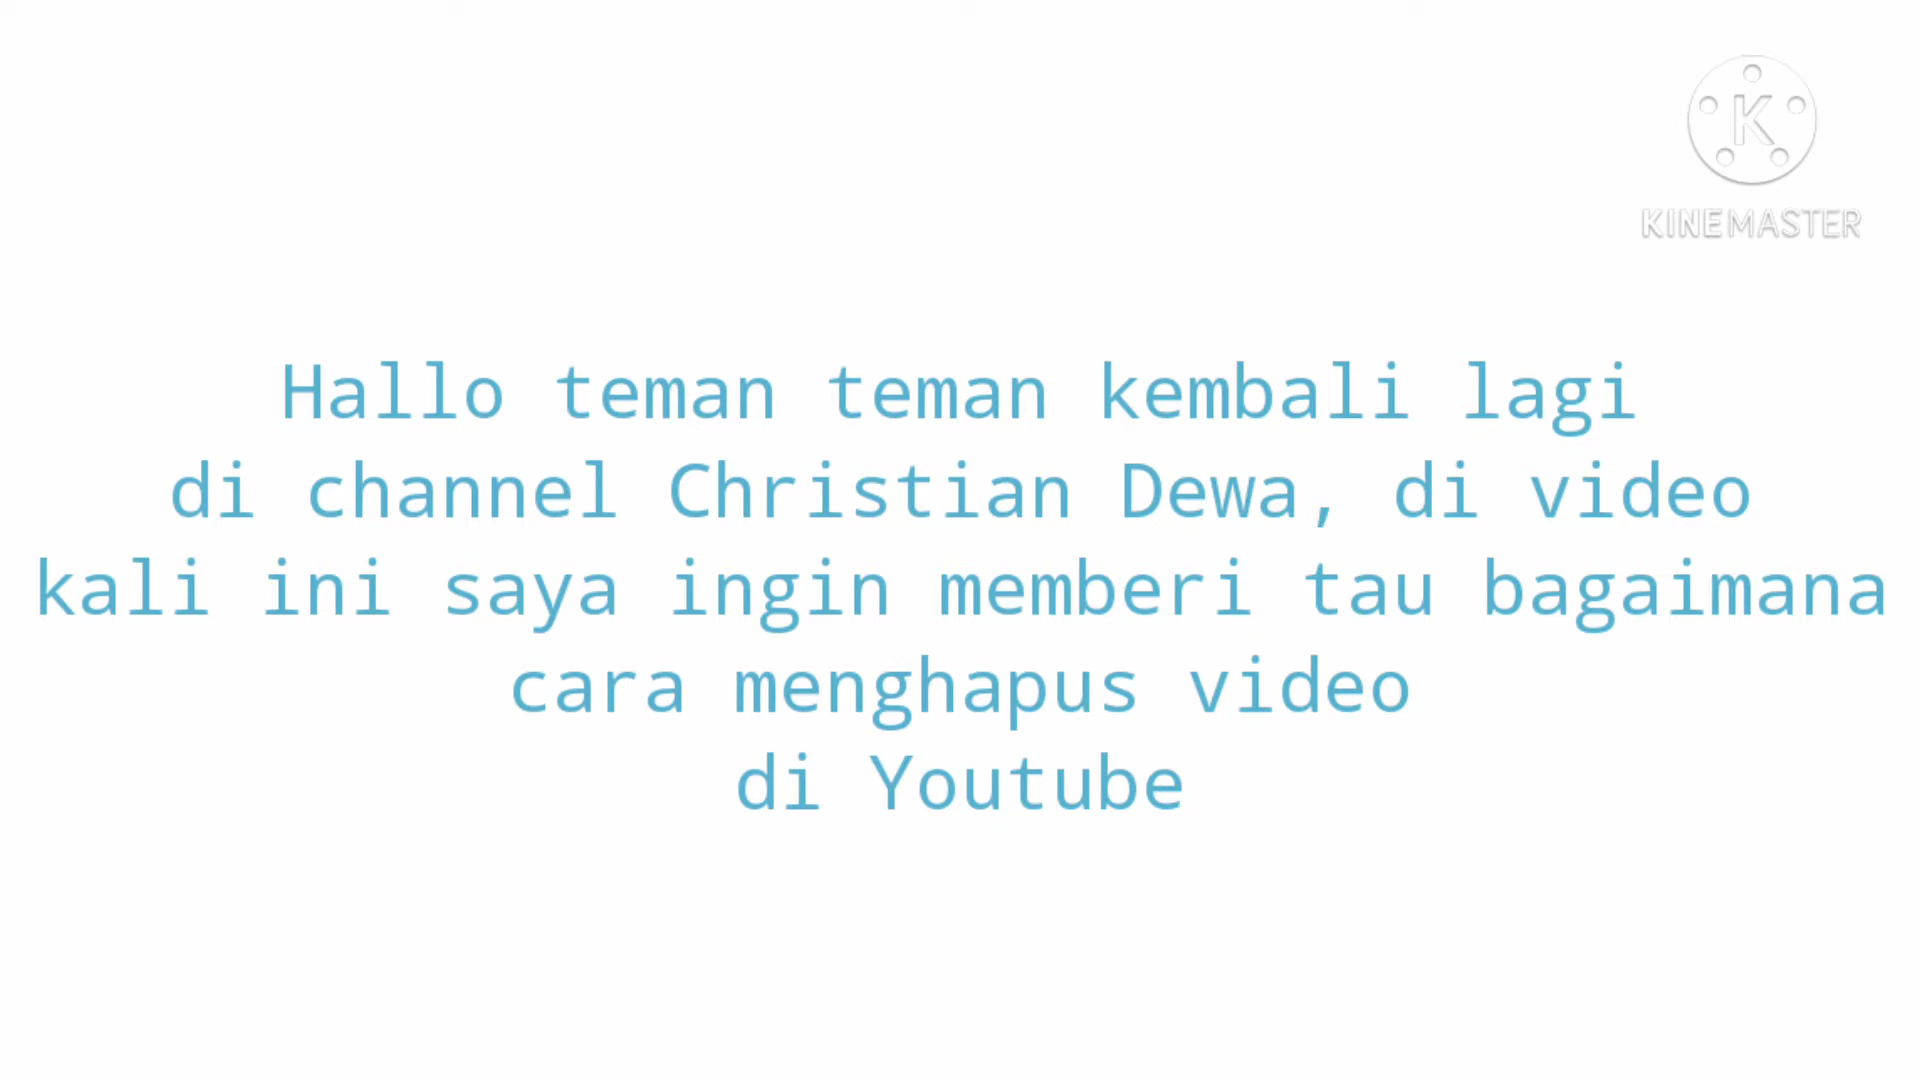 K
KINEMASTER
Hallo teman teman kembali lagi
di channel Christian Dewa, di video
kali ini saya ingin memberi tau bagaimana
cara menghapus video
di Youtube